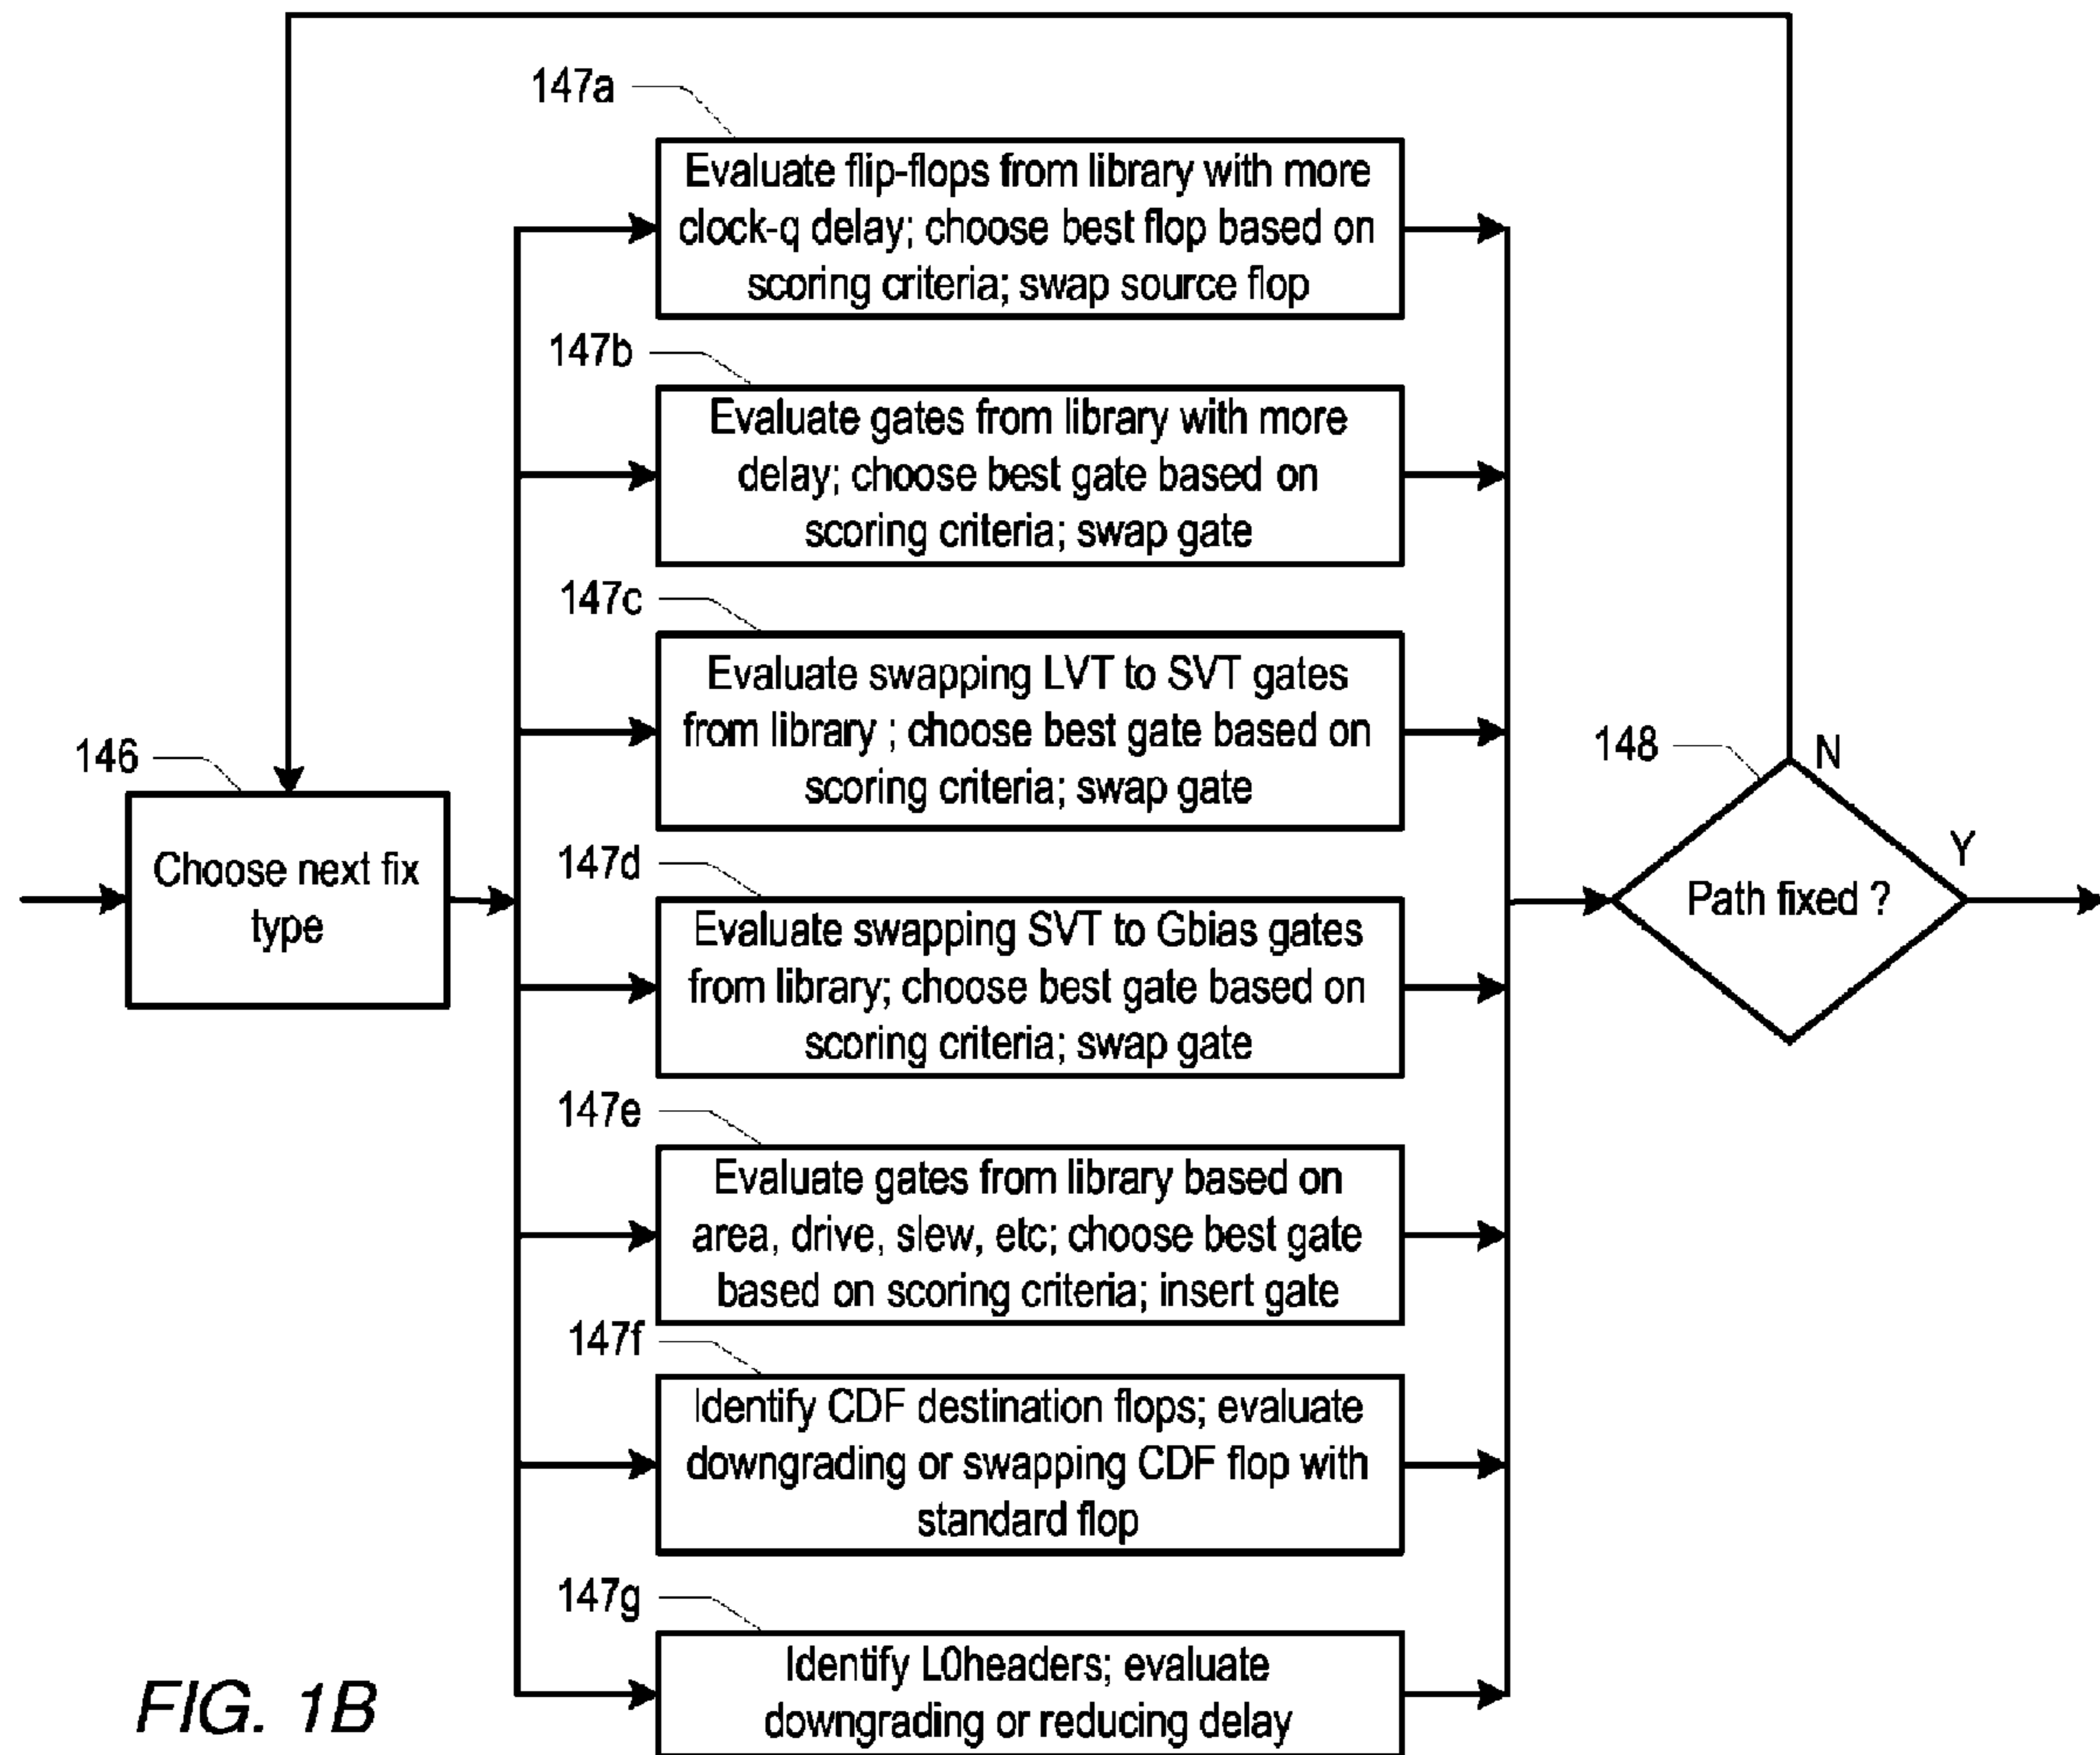 147a
Evaluate flip-flops from library with more
clock-q delay; choose best flop based on
scoring criteria; swap source flop
147b
Evaluate gates from library with more
delay; choose best gate based on
scoring criteria; swap gate
147c
Evaluate swapping LVT to SVT gates
from library ; choose best gate based on
scoring criteria; swap gate
146
Choose next fix
type
147d
Evaluate swapping SVT to Gbias gates
from library; choose best gate based on
scoring criteria; swap gate
148
N
Y
Path fixed ?
147e
Evaluate gates from library based on
area, drive, slew, etc; choose best gate
based on scoring criteria; insert gate
147f
Identify CDF destination flops; evaluate
downgrading or swapping CDF flop with
standard flop
147g
Identify L0headers; evaluate
downgrading or reducing delay
FIG. 1B